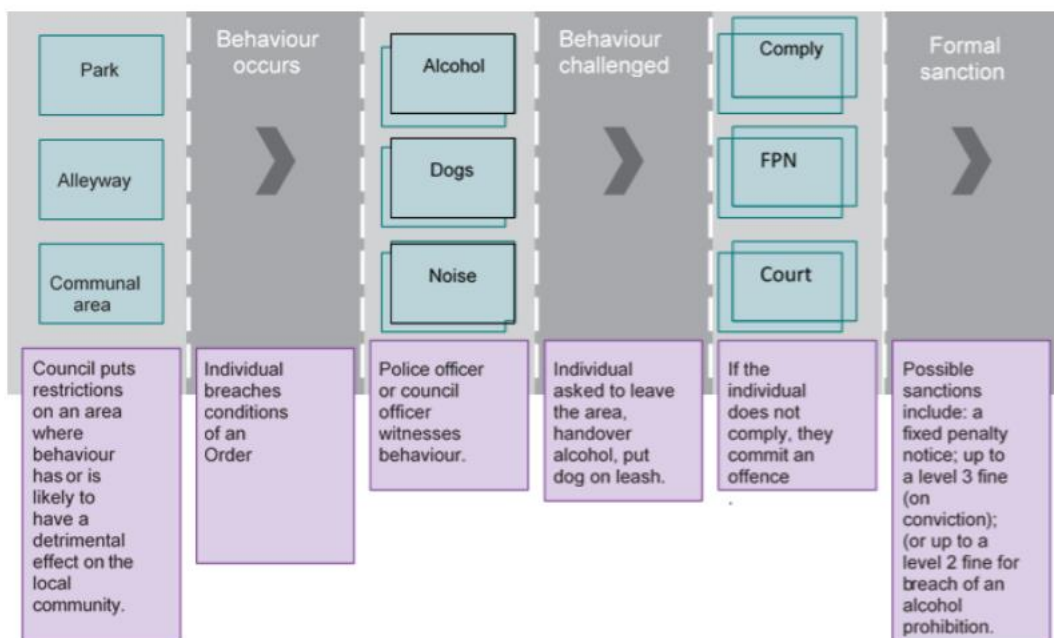 Park
Alleyway
Communal
area
Behaviour
occurs
Alcohol
Dogs
Noise
Behaviour
challenged
Comply
FPN
Court
Formal
sanction
Council puts
restrictions
on an area
where
behaviour
has or is
likely to
have a
detrimental
effect on the
local
community.
Individual
breaches
conditions
of an
Order
Police officer
or council
officer
witnesses
behaviour.
Individual
asked to leave
the area,
handover
alcohol, put
dog on leash.
If the
individual
does not
comply, they
commit an
offence
.
Possible
sanctions
include: a
fixed penalty
notice; up to
a level 3 fine
(on
conviction);
(or up to a
level 2 fine for
breach of an
alcohol
prohibition.